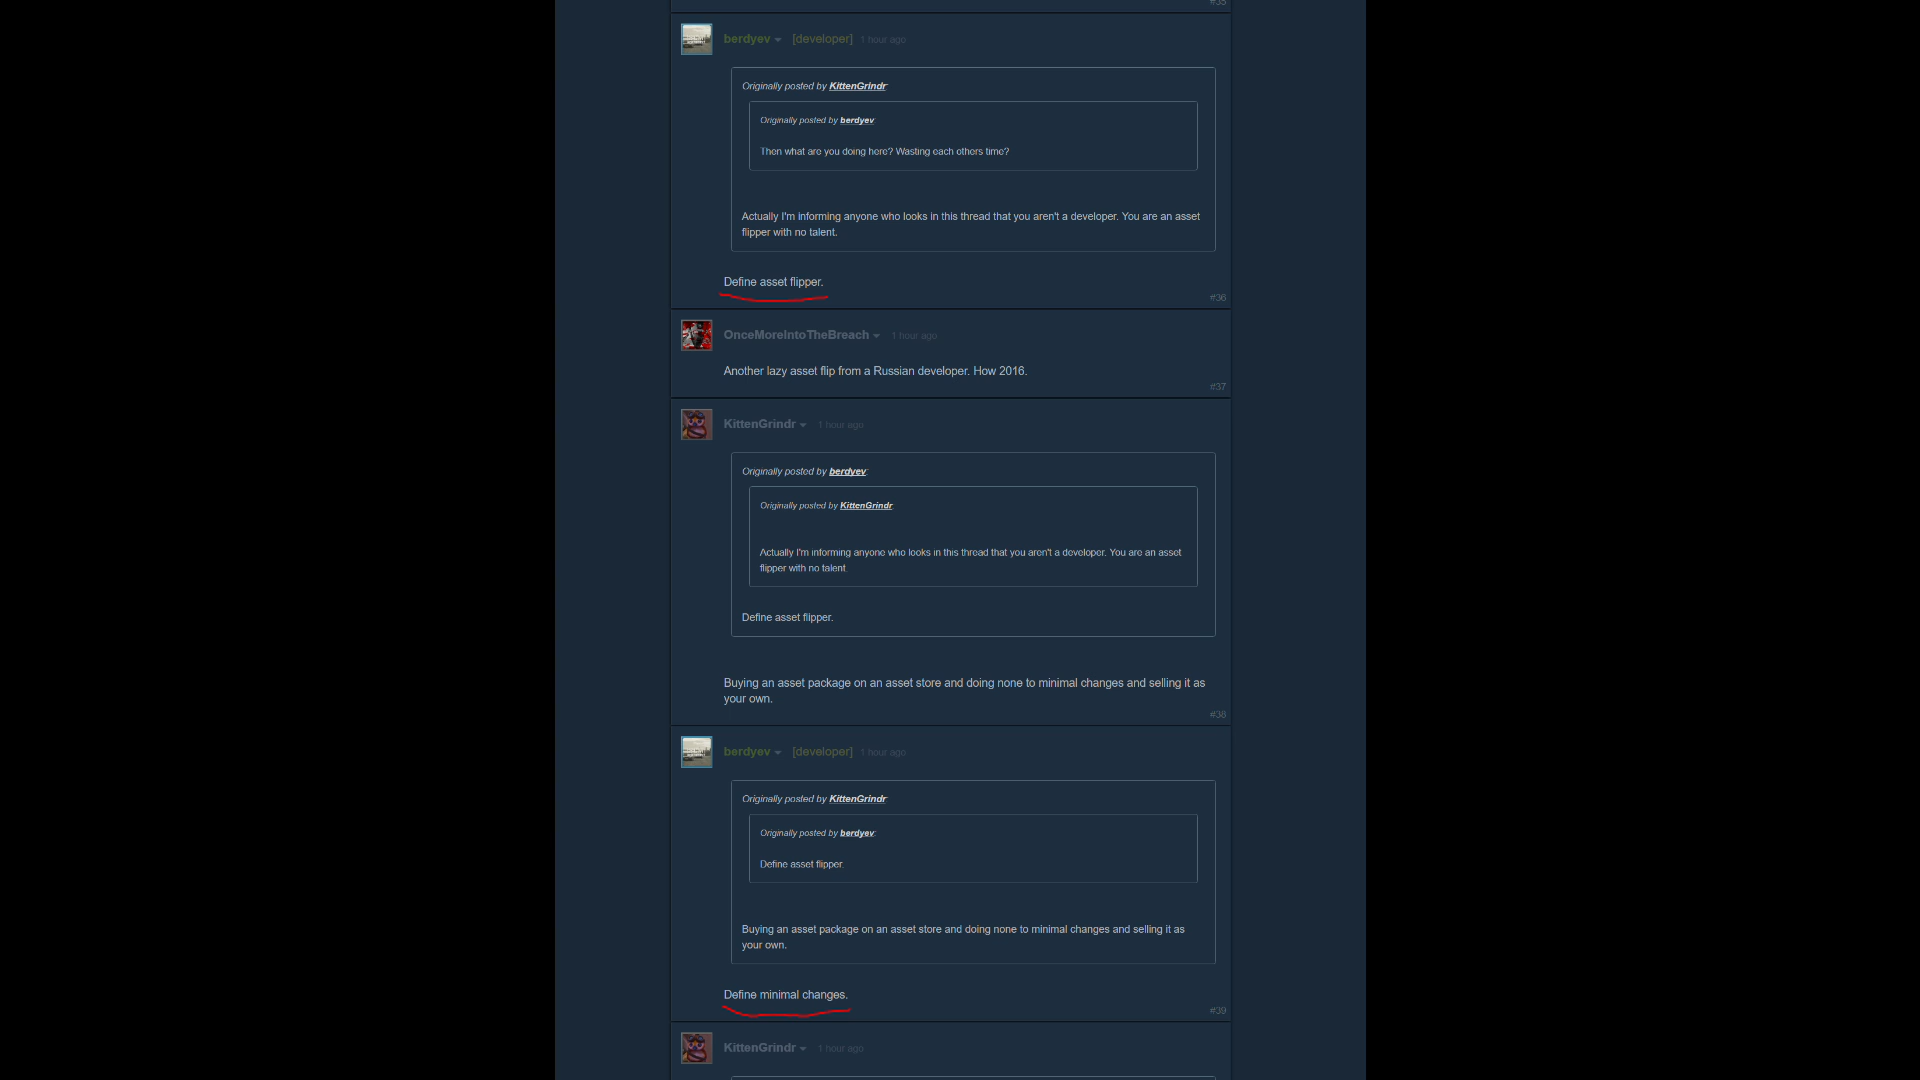 #35
berdyev [developer] 1 hour ago
Originally posted by KittenGrindr:
Originally posted by berdyev:
Then what are you doing here? Wasting each others time?
Actually I'm informing anyone who looks in this thread that you aren't a developer. You are an asset
flipper with no talent.
Define asset flipper.
#36
OnceMoreIntoTheBreach 1 hour ago
Another lazy asset flip from a Russian developer. How 2016.
#37
KittenGrindr 1 hour ago
Originally posted by berdyev:
Originally posted by KittenGrindr:
Actually I'm informing anyone who looks in this thread that you aren't a developer. You are an asset
flipper with no talent.
Define asset flipper.
Buying an asset package on an asset store and doing none to minimal changes and selling it as
your own.
#38
berdyev [developer] 1 hour ago
Originally posted by KittenGrindr:
Originally posted by berdyev:
Define asset flipper.
Buying an asset package on an asset store and doing none to minimal changes and selling it as
your own.
Define minimal changes.
#39
KittenGrindr 1 hour ago